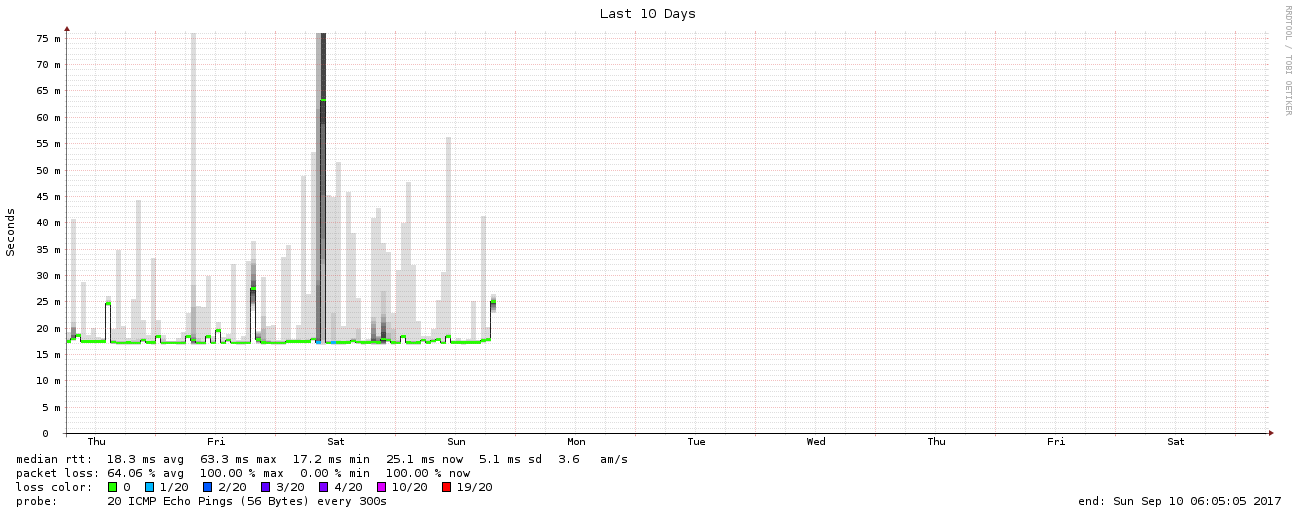 Last 10 Days
RRDTOOL / TOBI OETIKER
75 m
70 m
65 m
60 m
55 m
50 m
45 m
40 m
35 m
30 m
25 m
20 m
15 m
10 m
5 m
0
Seconds
Thu Fri Sat Sun Mon Tue Wed Thu Fri Sat
median rtt: 18.3 ms avg 63.3 ms max 17.2 ms min 25.1 ms now 5.1 ms sd 3.6 am/s
packet loss: 64.06 % avg 100.00 % max 0.00 % min 100.00 % now
loss color: 0 1/20 2/20 3/20 4/20 10/20 19/20
probe: 20 ICMP Echo Pings (56 Bytes) every 300s end: Sun Sep 10 06:05:05 2017